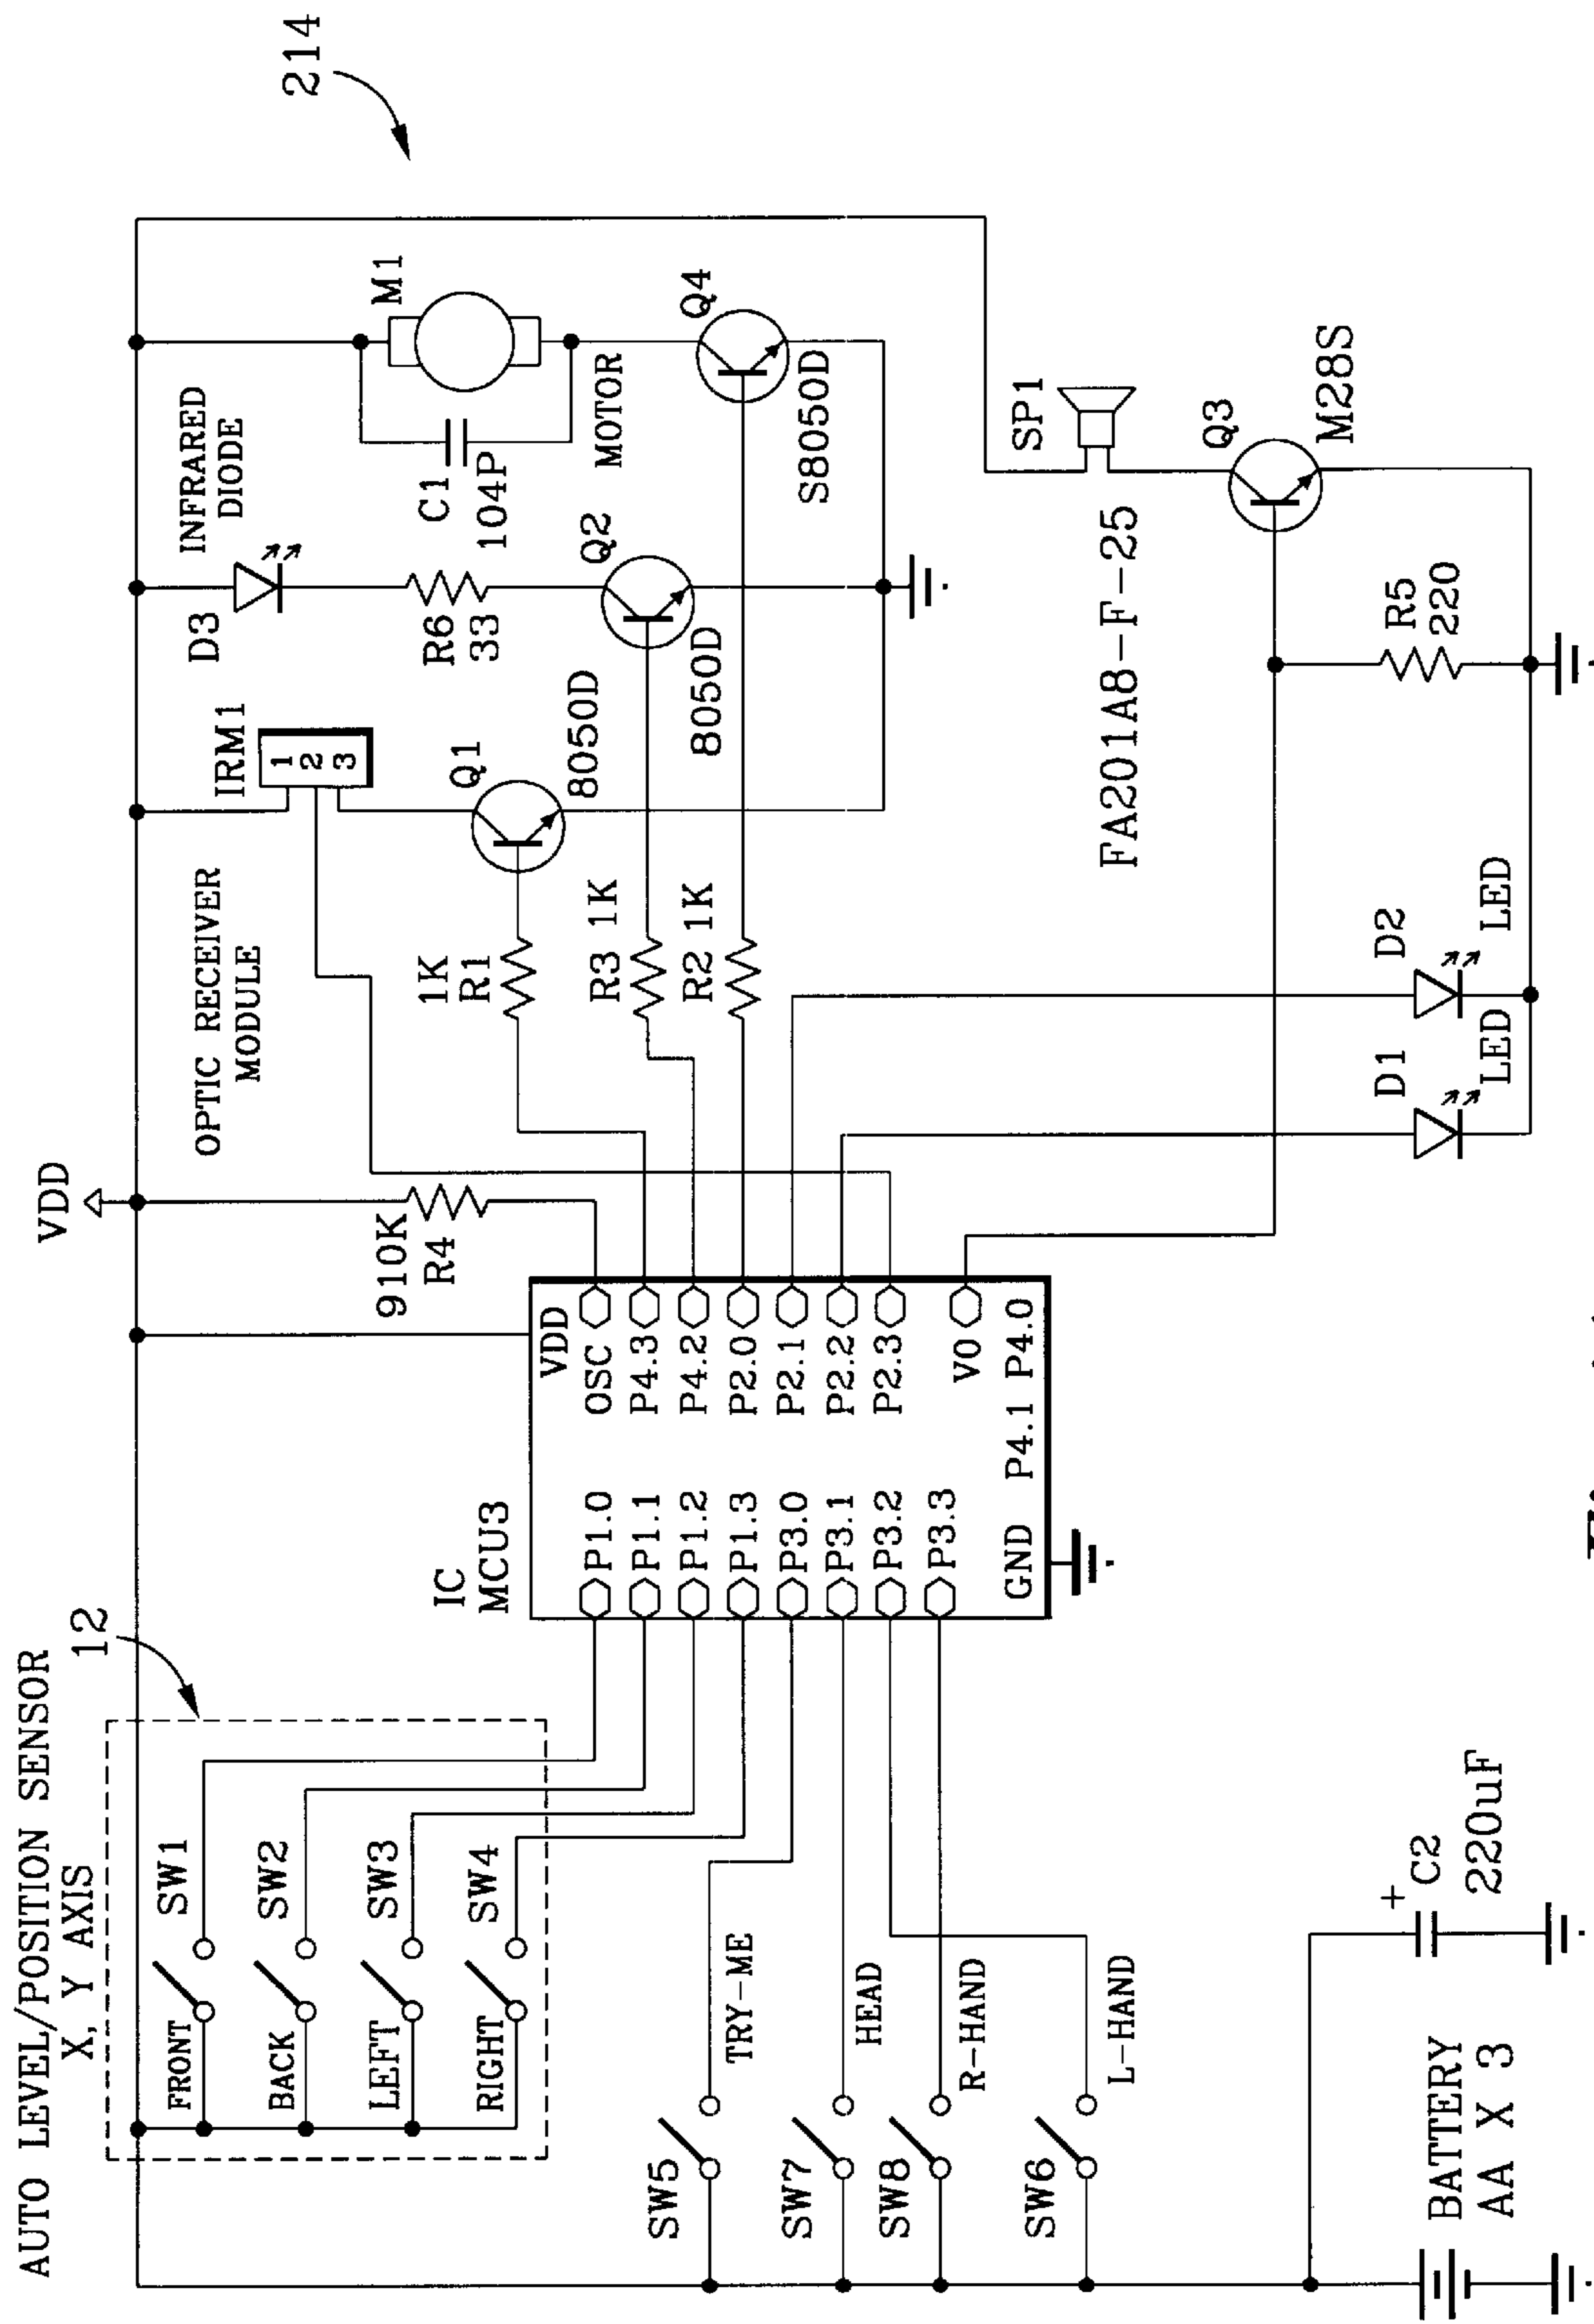 AUTO LEVEL/POSITION SENSOR
X, Y AXIS
12
FRONT
SW1
BACK
SW2
LEFT
SW3
RIGHT
SW4
SW5
TRY-ME
SW7
HEAD
SW8
R-HAND
SW6
L-HAND
BATTERY
AA X 3
+
C2
220uF
IC
MCU3
P1.0
P1.1
P1.2
P1.3
P3.0
P3.1
P3.2
P3.3
GND
P4.1 P4.0
VDD
OSC
P4.3
P4.2
P2.0
P2.1
P2.2
P2.3
VO
VDD
910K
R4
OPTIC RECEIVER
MODULE
IRM1
1
2
3
1K
R1
R3 1K
R2 1K
Q1
8050D
D3
INFRARED
DIODE
R6
33
Q2
8050D
C1
104P
M1
MOTOR
Q4
S8050D
214
SP1
FA201A8-F-25
Q3
M28S
R5
220
D1
LED
D2
LED